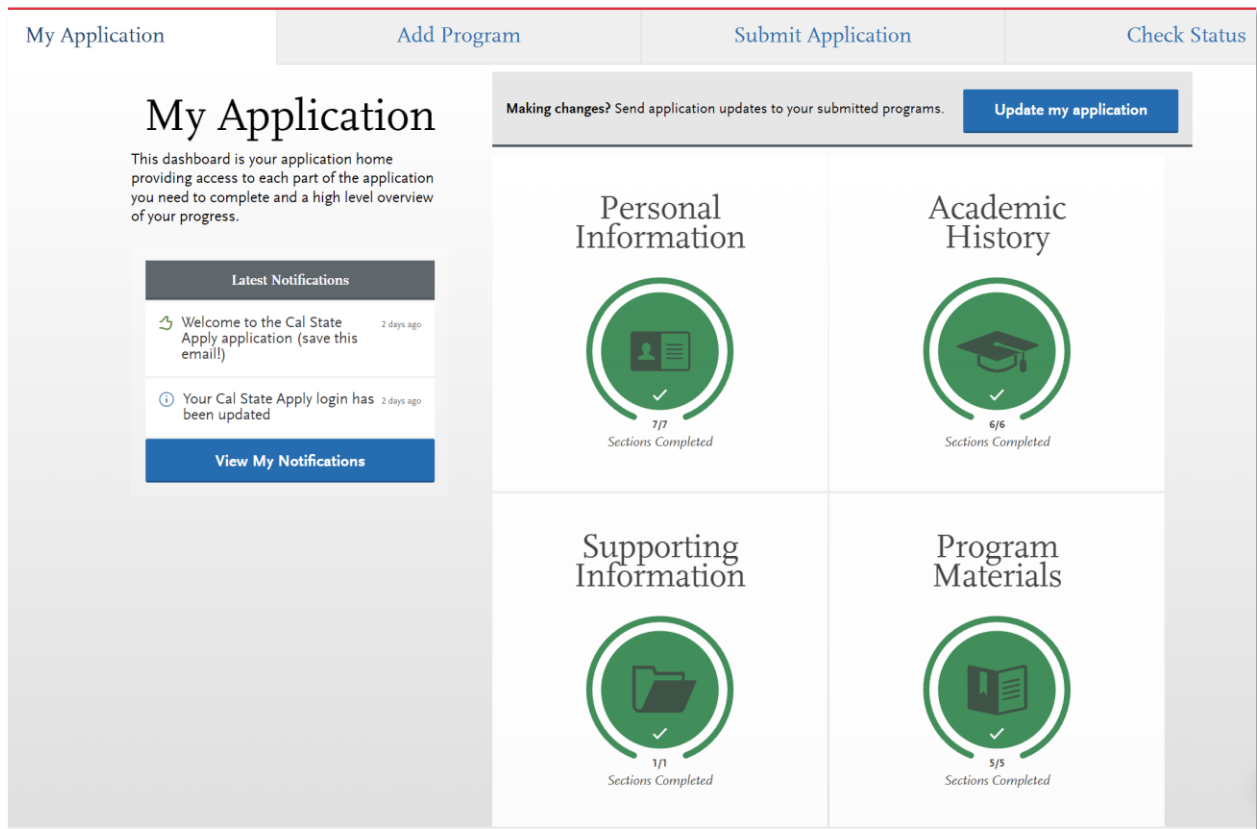 My Application
Add Program
Submit Application
Check Status
My Application
This dashboard is your application home
providing access to each part of the application
you need to complete and a high level overview
of your progress.
Latest Notifications
Welcome to the Cal State
Apply application (save this
email!)
2 days ago
Your Cal State Apply login has
been updated
2 days ago
View My Notifications
Making changes? Send application updates to your submitted programs.
Update my application
Personal
Information
7/7
Sections Completed
Academic
History
6/6
Sections Completed
Supporting
Information
1/1
Sections Completed
Program
Materials
5/5
Sections Completed